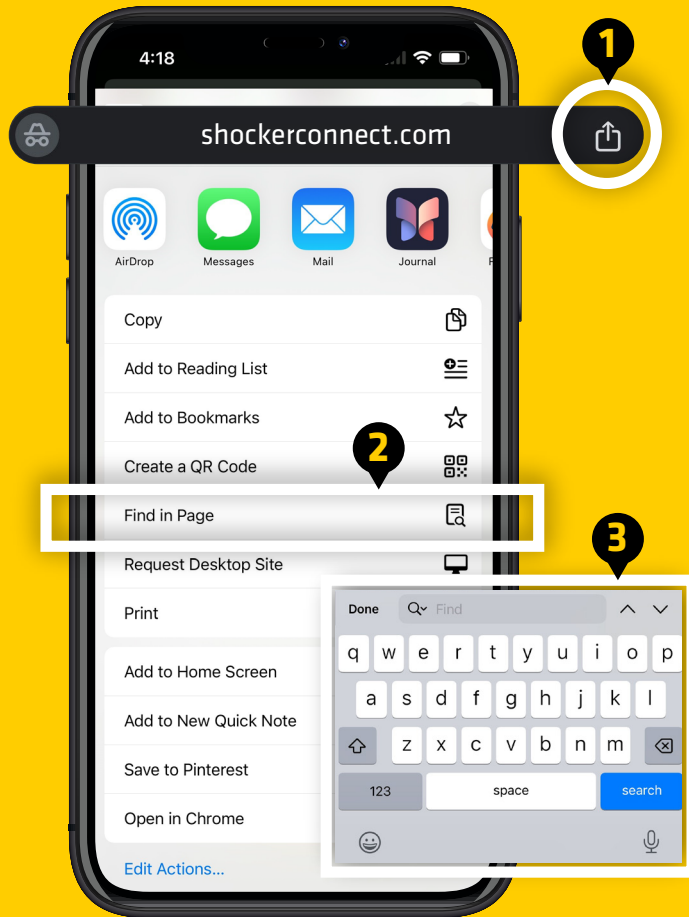 1
4:18
shockerconnect.com
AirDrop
Messages
Mail
Journal
Copy
Add to Reading List
Add to Bookmarks
2
Create a QR Code
Find in Page
3
Request Desktop Site
Print
Add to Home Screen
Add to New Quick Note
Save to Pinterest
Open in Chrome
Edit Actions...
Done Find
q w e r t y u i o p
a s d f g h j k l
z x c v b n m
123 space search